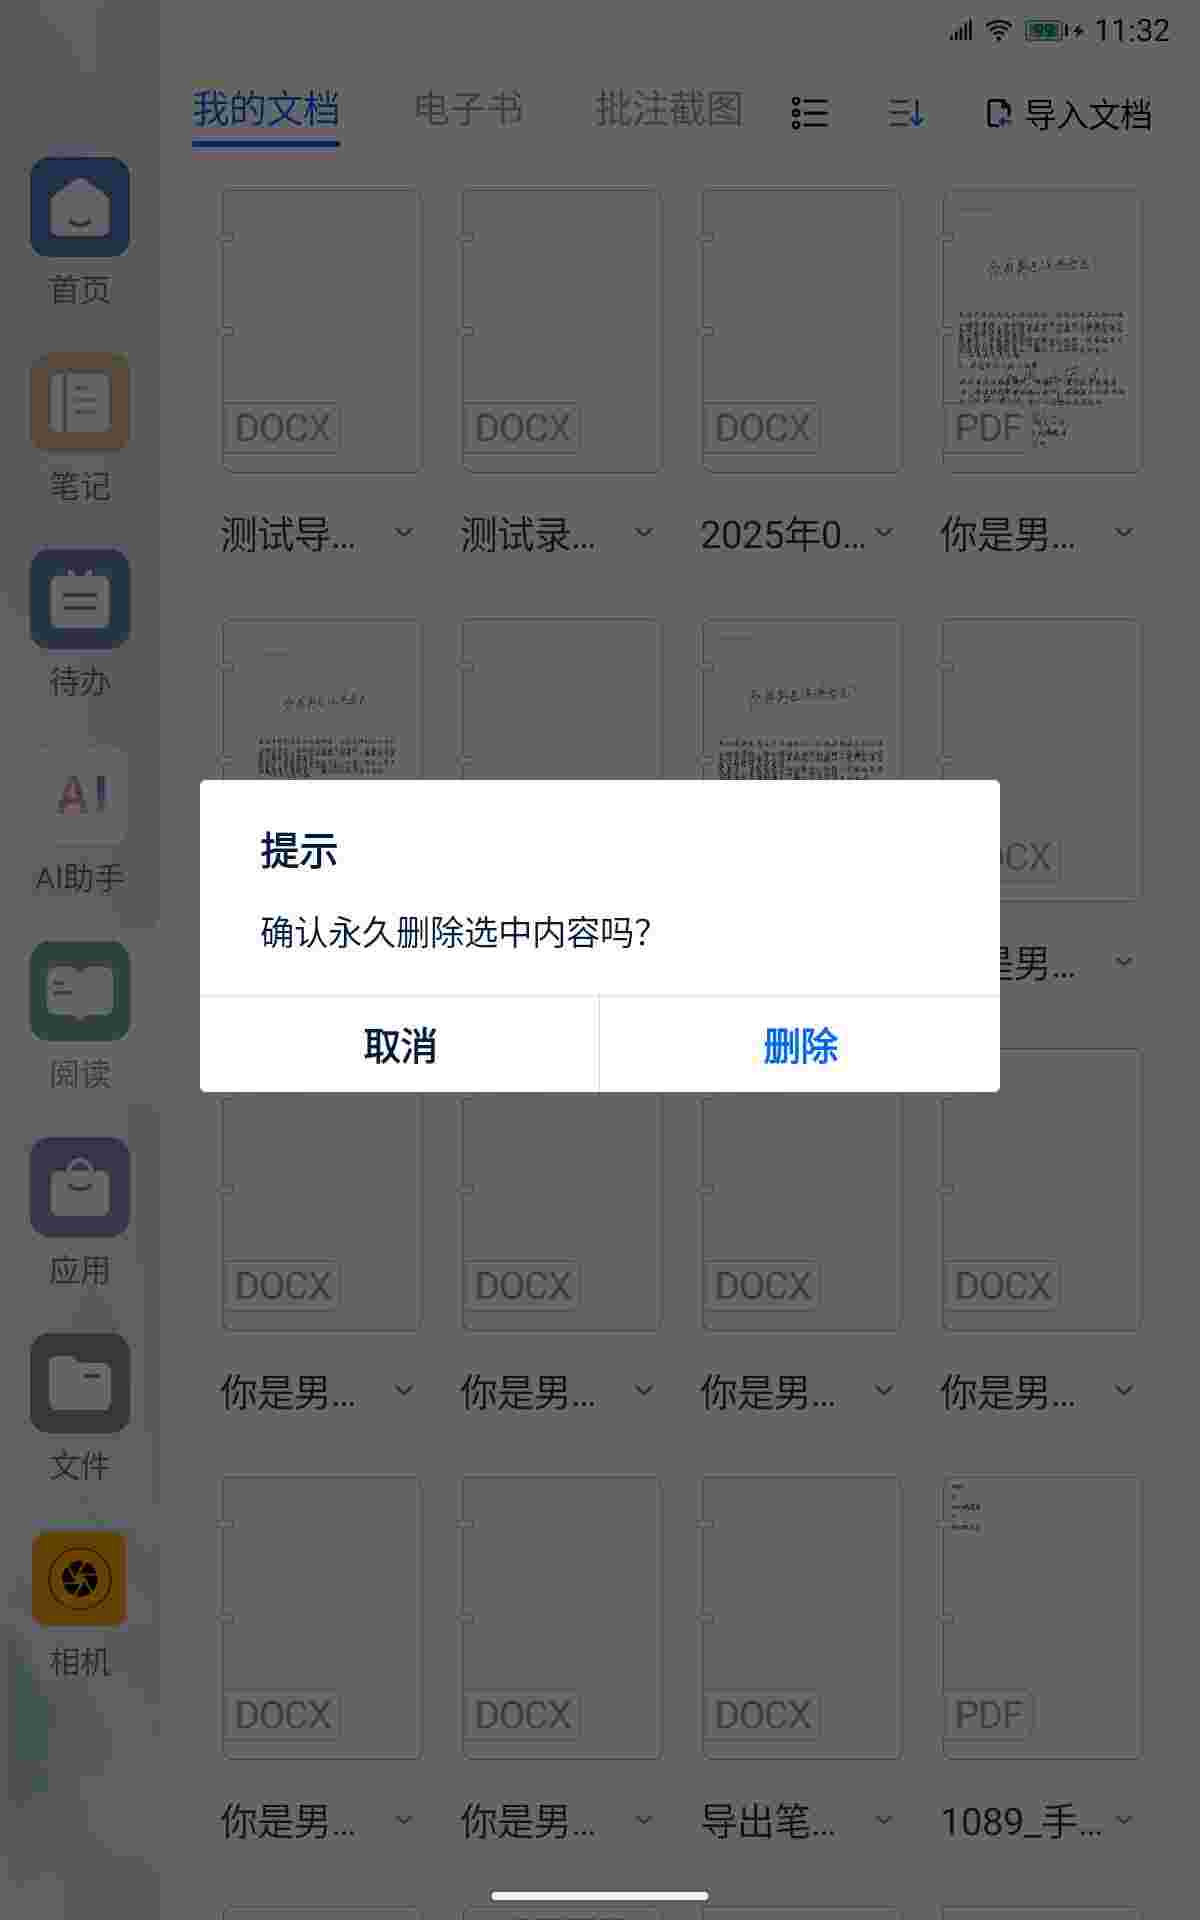 99 11:32
我的文档 电子书 批注截图 导入文档
首页
笔记
待办
AI
AI助手
阅读
应用
文件
相机
DOCX DOCX DOCX PDF
测试导... 测试录... 2025年0... 你是男...
提示
确认永久删除选中内容吗?
取消 删除
OCX
是男...
DOCX DOCX DOCX DOCX
你是男... 你是男... 你是男... 你是男...
DOCX DOCX DOCX PDF
你是男... 你是男... 导出笔... 1089_手...